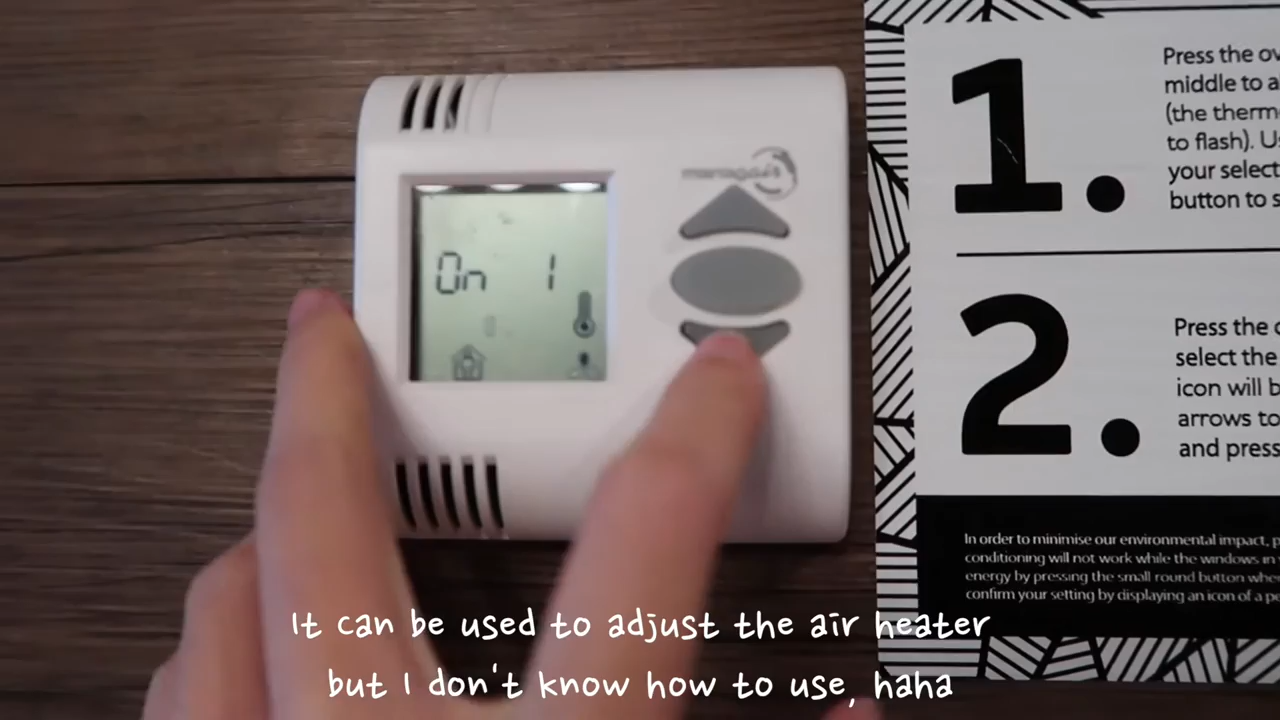 On 1
1.
Press the
middle to a
(the therm
to flash). U
your select
button to s
2.
Press the
select the
icon will b
arrows to
and press
In order to minimise our environmental impact, p
conditioning will not work while the windows in
energy by pressing the small round button whe
confirm your setting by displaying an icon of a pe
It can be used to adjust the air heater
but I don't know how to use, haha